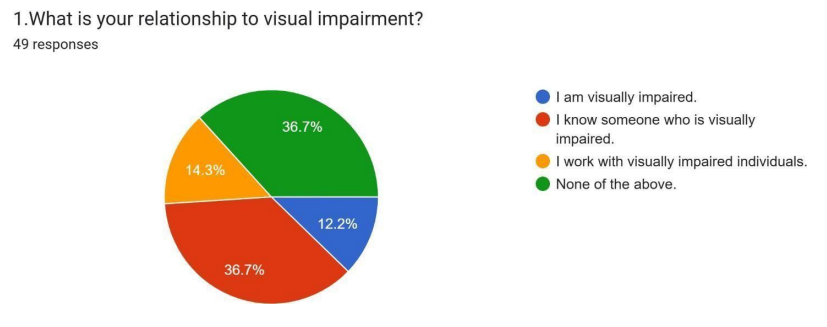 1.What is your relationship to visual impairment?
49 responses
36.7%
14.3%
12.2%
36.7%
I am visually impaired.
I know someone who is visually
impaired.
I work with visually impaired individuals.
None of the above.